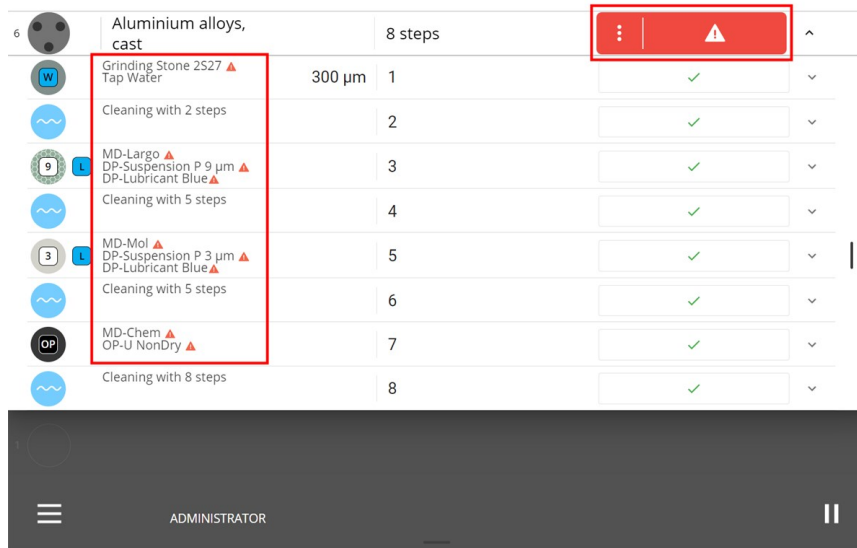 6
Aluminium alloys,
cast
8 steps
W
Grinding Stone 2S27
Tap Water
300 µm
1
Cleaning with 2 steps
2
9
L
MD-Largo
DP-Suspension P 9 µm
DP-Lubricant Blue
3
Cleaning with 5 steps
4
3
L
MD-Mol
DP-Suspension P 3 µm
DP-Lubricant Blue
5
Cleaning with 5 steps
6
OP
MD-Chem
OP-U NonDry
7
Cleaning with 8 steps
8
1
ADMINISTRATOR